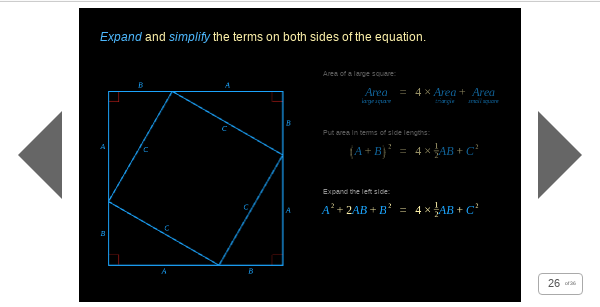 Expand and simplify the terms on both sides of the equation.
Area of a large square:
Area = 4 × Area + Area
large square triangle small square
Put area in terms of side lengths:
(A + B)² = 4 × ½AB + C²
Expand the left side:
A² + 2AB + B² = 4 × ½AB + C²
B A
A B
C C
C C
B A
A B
26 of 36